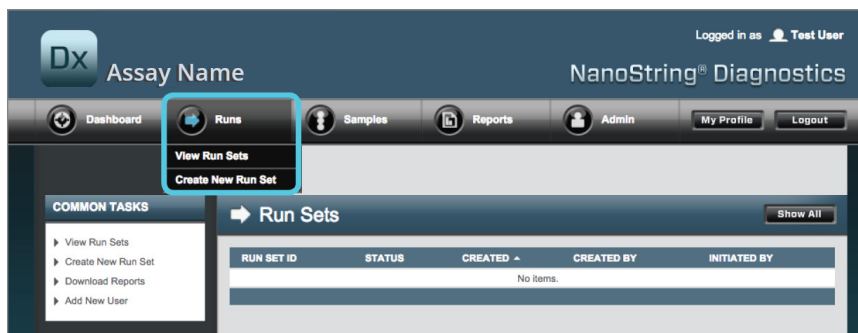 Logged in as Test User
Dx Assay Name NanoString® Diagnostics
Dashboard Runs Samples Reports Admin My Profile Logout
View Run Sets
Create New Run Set
COMMON TASKS
View Run Sets
Create New Run Set
Download Reports
Add New User
Run Sets Show All
RUN SET ID STATUS CREATED CREATED BY INITIATED BY
No items.